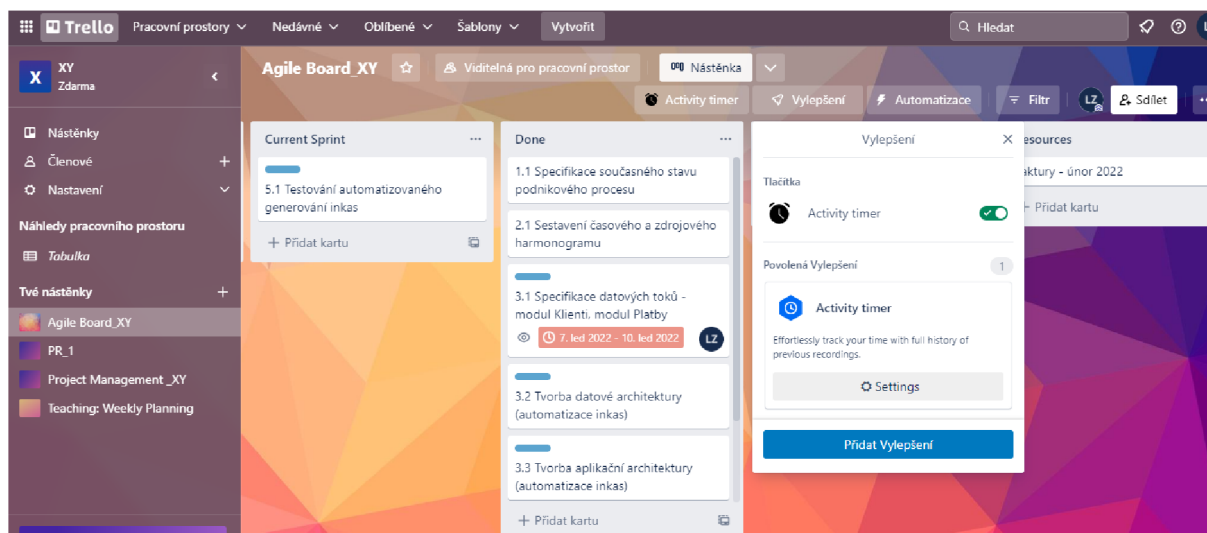 Trello Pracovní prostory Nedávné Oblíbené Šablony Vytvořit Hledat
X XY
Zdarma
Nástěnky
Členové
Nastavení
Náhledy pracovního prostoru
Tabulka
Tvé nástěnky
Agile Board_XY
PR_1
Project Management _XY
Teaching: Weekly Planning
Agile Board_XY Viditelná pro pracovní prostor Nástěnka
Activity timer Vylepšení Automatizace Filtr LZ Sdílet
Current Sprint
5.1 Testování automatizovaného
generování inkas
+ Přidat kartu
Done
1.1 Specifikace současného stavu
podnikového procesu
2.1 Sestavení časového a zdrojového
harmonogramu
3.1 Specifikace datových toků -
modul Klienti, modul Platby
7. led 2022 - 10. led 2022 LZ
3.2 Tvorba datové architektury
(automatizace inkas)
3.3 Tvorba aplikační architektury
(automatizace inkas)
+ Přidat kartu
Vylepšení
Tlačítka
Activity timer
Povolená Vylepšení 1
Activity timer
Effortlessly track your time with full history of
previous recordings.
Settings
Přidat Vylepšení
esources
aktury - únor 2022
+ Přidat kartu